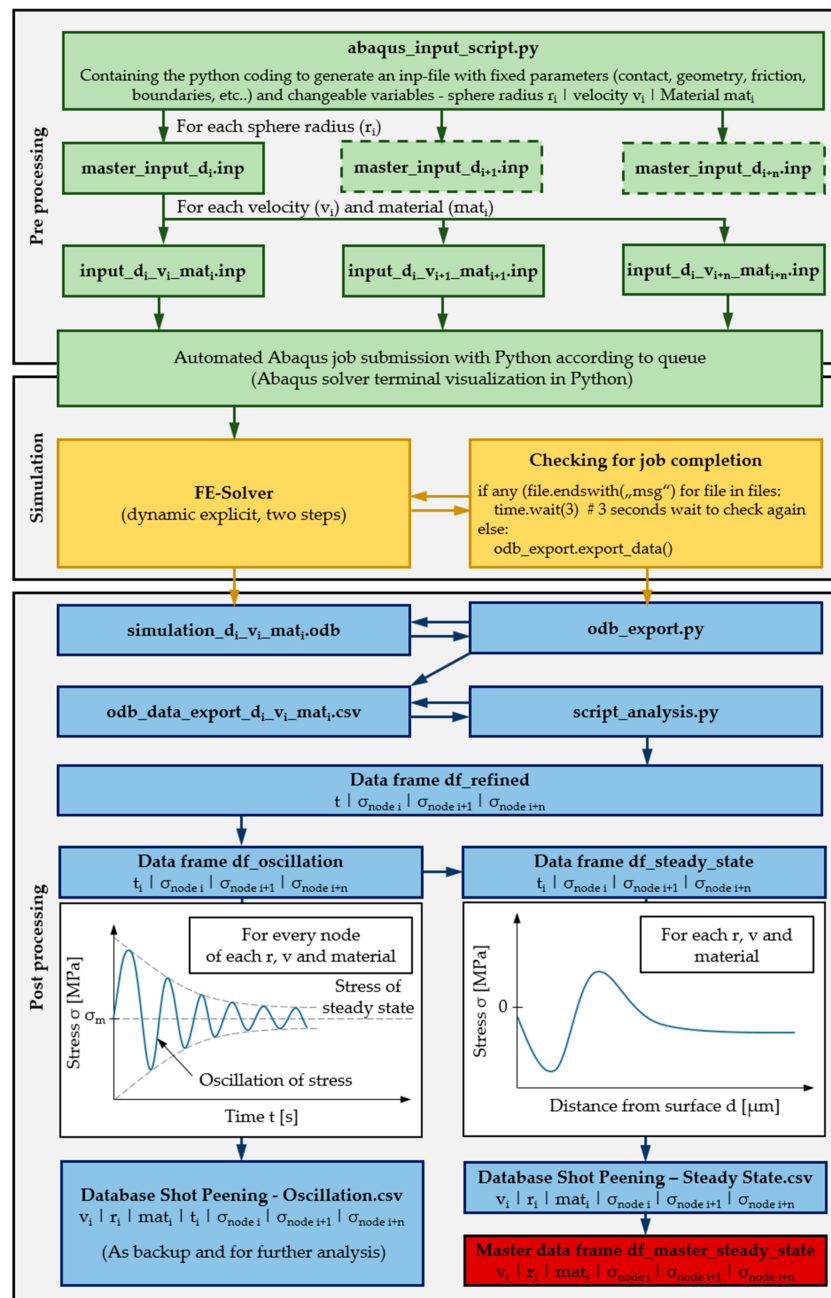 Pre processing
abaqus_input_script.py
Containing the python coding to generate an inp-file with fixed parameters (contact, geometry, friction,
boundaries, etc..) and changeable variables - sphere radius rᵢ | velocity vᵢ | Material matᵢ
For each sphere radius (rᵢ)
master_input_dᵢ.inp
master_input_dᵢ₊₁.inp
master_input_dᵢ₊ₙ.inp
For each velocity (vᵢ) and material (matᵢ)
input_dᵢ_vᵢ_matᵢ.inp
input_dᵢ_vᵢ₊₁_matᵢ₊₁.inp
input_dᵢ_vᵢ₊ₙ_matᵢ₊ₙ.inp
Automated Abaqus job submission with Python according to queue
(Abaqus solver terminal visualization in Python)
Simulation
FE-Solver
(dynamic explicit, two steps)
Checking for job completion
if any (file.endswith(„msg“) for file in files:
time.wait(3) # 3 seconds wait to check again
else:
odb_export.export_data()
Post processing
simulation_dᵢ_vᵢ_matᵢ.odb
odb_export.py
odb_data_export_dᵢ_vᵢ_matᵢ.csv
script_analysis.py
Data frame df_refined
t | σnode i | σnode i+1 | σnode i+n
Data frame df_oscillation
tᵢ | σnode i | σnode i+1 | σnode i+n
Data frame df_steady_state
tᵢ | σnode i | σnode i+1 | σnode i+n
For every node
of each r, v and material
Stress σ [MPa]
σm
Stress of
steady state
Oscillation of stress
Time t [s]
For each r, v and
material
Stress σ [MPa]
0
Distance from surface d [µm]
Database Shot Peening - Oscillation.csv
vᵢ | rᵢ | matᵢ | tᵢ | σnode i | σnode i+1 | σnode i+n
(As backup and for further analysis)
Database Shot Peening – Steady State.csv
vᵢ | rᵢ | matᵢ | σnode i | σnode i+1 | σnode i+n
Master data frame df_master_steady_state
vᵢ | rᵢ | matᵢ | σnode i | σnode i+1 | σnode i+n